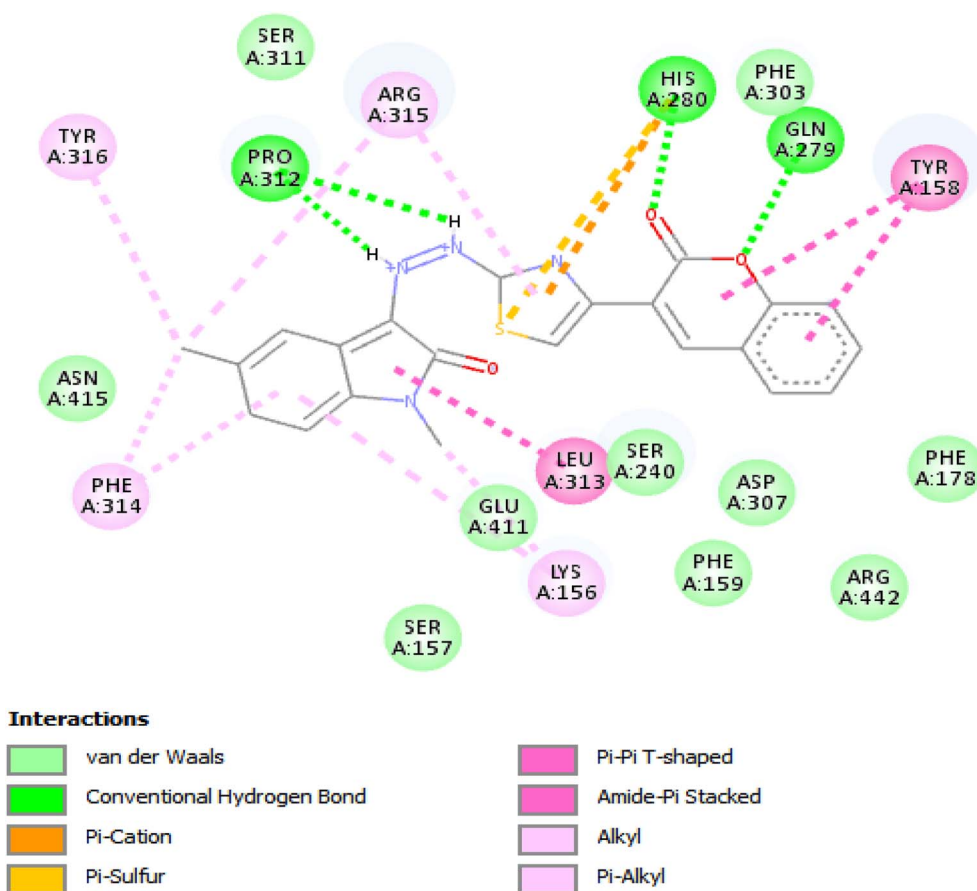 SER
A:311
ARG
A:315
HIS
A:280
PHE
A:303
GLN
A:279
TYR
A:316
PRO
A:312
TYR
A:158
H
H
N
+
N
+
N
S
O
O
O
N
ASN
A:415
PHE
A:314
LEU
A:313
SER
A:240
GLU
A:411
ASP
A:307
PHE
A:178
LYS
A:156
PHE
A:159
ARG
A:442
SER
A:157
Interactions
van der Waals
Conventional Hydrogen Bond
Pi-Cation
Pi-Sulfur
Pi-Pi T-shaped
Amide-Pi Stacked
Alkyl
Pi-Alkyl